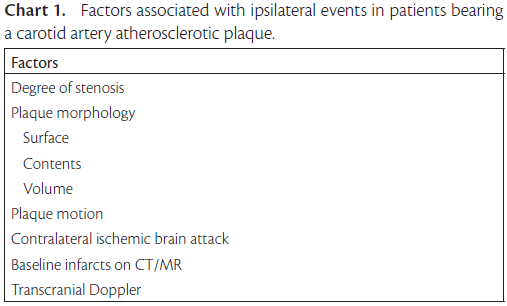 Chart 1. Factors associated with ipsilateral events in patients bearing
a carotid artery atherosclerotic plaque.
Factors
Degree of stenosis
Plaque morphology
Surface
Contents
Volume
Plaque motion
Contralateral ischemic brain attack
Baseline infarcts on CT/MR
Transcranial Doppler